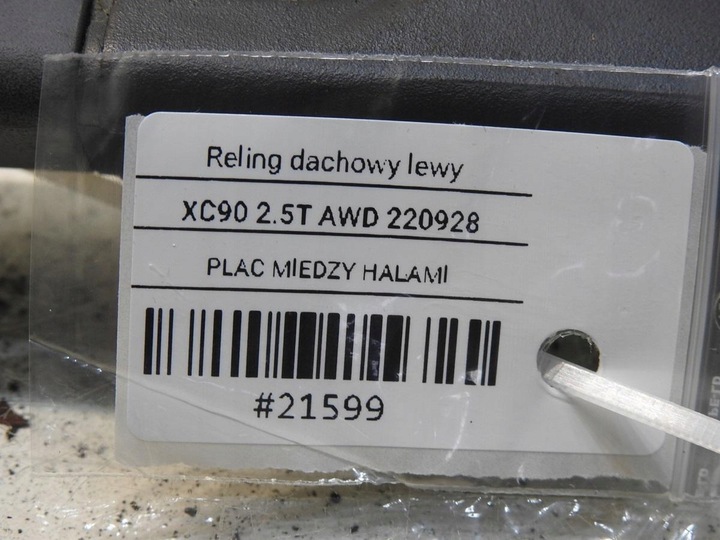 Reling dachowy lewy
XC90 2.5T AWD 220928
PLAC MIEDZY HALAMI
#21599